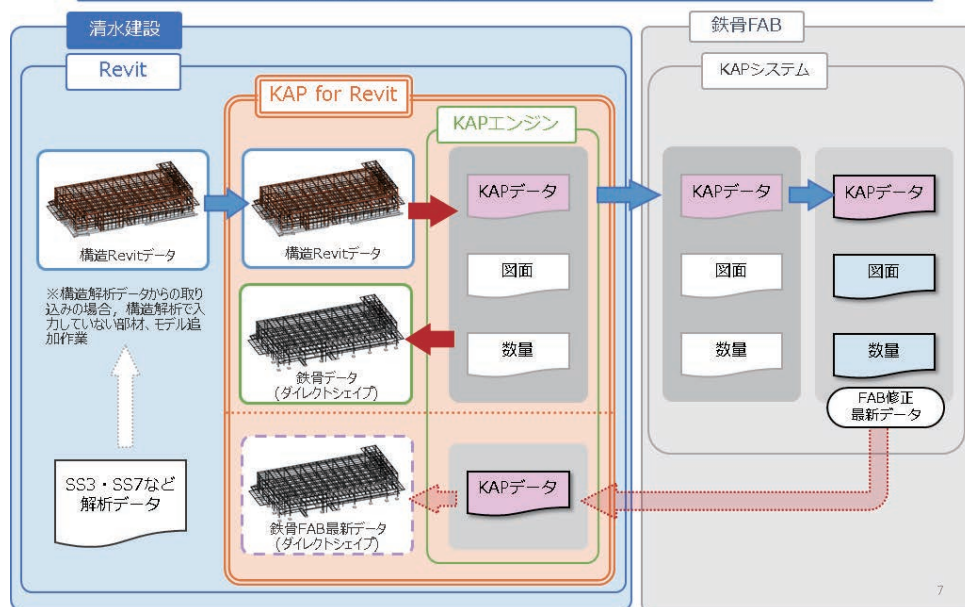 清水建設
Revit
KAP for Revit
KAPエンジン
構造Revitデータ
※構造解析データからの取り
込みの場合，構造解析で入
力していない部材、モデル追
加作業
SS3・SS7など
解析データ
構造Revitデータ
鉄骨データ
(ダイレクトシェイプ)
鉄骨FAB最新データ
(ダイレクトシェイプ)
KAPデータ
図面
数量
KAPデータ
鉄骨FAB
KAPシステム
KAPデータ
図面
数量
KAPデータ
図面
数量
FAB修正
最新データ
7